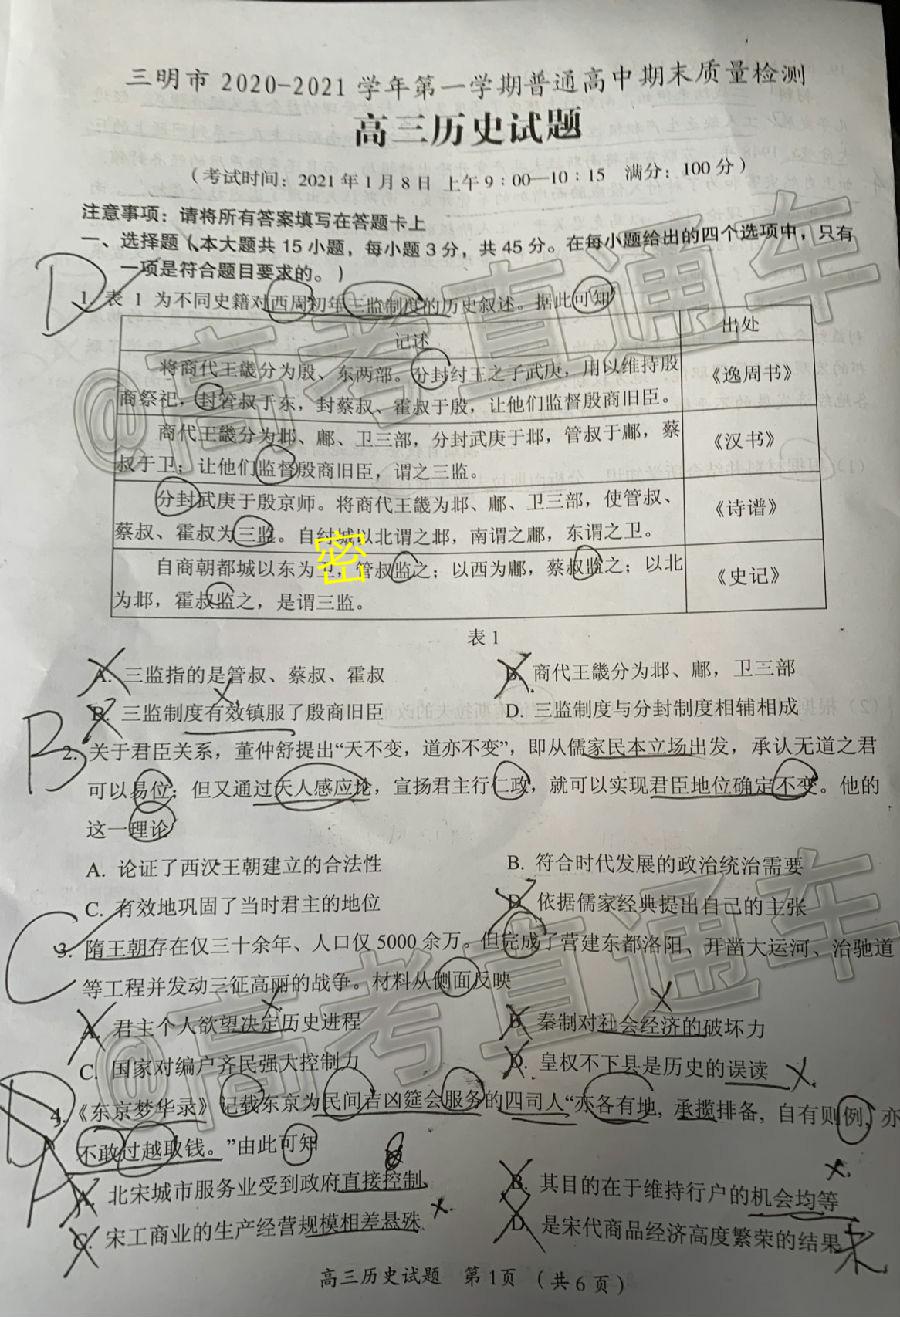 三明市 2020-2021 学年第一学期普通高中期末质量检测
高三历史试题
（考试时间：2021 年 1 月 8 日 上午 9：00—10：15 满分：100 分）
注意事项：请将所有答案填写在答题卡上
一、选择题（本大题共 15 小题，每小题 3 分，共 45 分。在每小题给出的四个选项中，只有
一项是符合题目要求的。）
D
1. 表 1 为不同史籍对西周初年三监制度的历史叙述。据此可知
记述 出处
将商代王畿分为殷、东两部。分封纣王之子武庚，用以维持殷
商祭祀，封管叔于东，封蔡叔、霍叔于殷，让他们监督殷商旧臣。
《逸周书》
商代王畿分为邶、鄘、卫三部，分封武庚于邶，管叔于鄘，蔡
叔于卫；让他们监督殷商旧臣，谓之三监。
《汉书》
分封武庚于殷京师。将商代王畿为邶、鄘、卫三部，使管叔、
蔡叔、霍叔为三监。自纣城以北谓之邶，南谓之鄘，东谓之卫。
《诗谱》
自商朝都城以东为卫，管叔监之；以西为鄘，蔡叔监之；以北
为邶，霍叔监之，是谓三监。
《史记》
密
表 1
A. 三监指的是管叔、蔡叔、霍叔 B. 商代王畿分为邶、鄘，卫三部
三监制度有效镇服了殷商旧臣 D. 三监制度与分封制度相辅相成
B
2. 关于君臣关系，董仲舒提出“天不变，道亦不变”，即从儒家民本立场出发，承认无道之君
可以易位；但又通过天人感应论，宣扬君主行仁政，就可以实现君臣地位确定不变。他的
这一理论
A. 论证了西汉王朝建立的合法性 B. 符合时代发展的政治统治需要
C. 有效地巩固了当时君主的地位 D. 依据儒家经典提出自己的主张
C
3. 隋王朝存在仅三十余年、人口仅 5000 余万。但完成了营建东都洛阳、开凿大运河、治驰道
等工程并发动三征高丽的战争。材料从侧面反映
A. 君主个人欲望决定历史进程 B. 秦制对社会经济的破坏力
C. 国家对编户齐民强大控制力 D. 皇权不下县是历史的误读
A
4. 《东京梦华录》记载东京为民间吉凶筵会服务的四司人“亦各有地，承揽排备，自有则例，亦
不敢过越取钱。”由此可知
A. 北宋城市服务业受到政府直接控制 B. 其目的在于维持行户的机会均等
C. 宋工商业的生产经营规模相差悬殊 D. 是宋代商品经济高度繁荣的结果
高三历史试题 第 1页 （共 6 页）
@高考直通车
@高考直通车